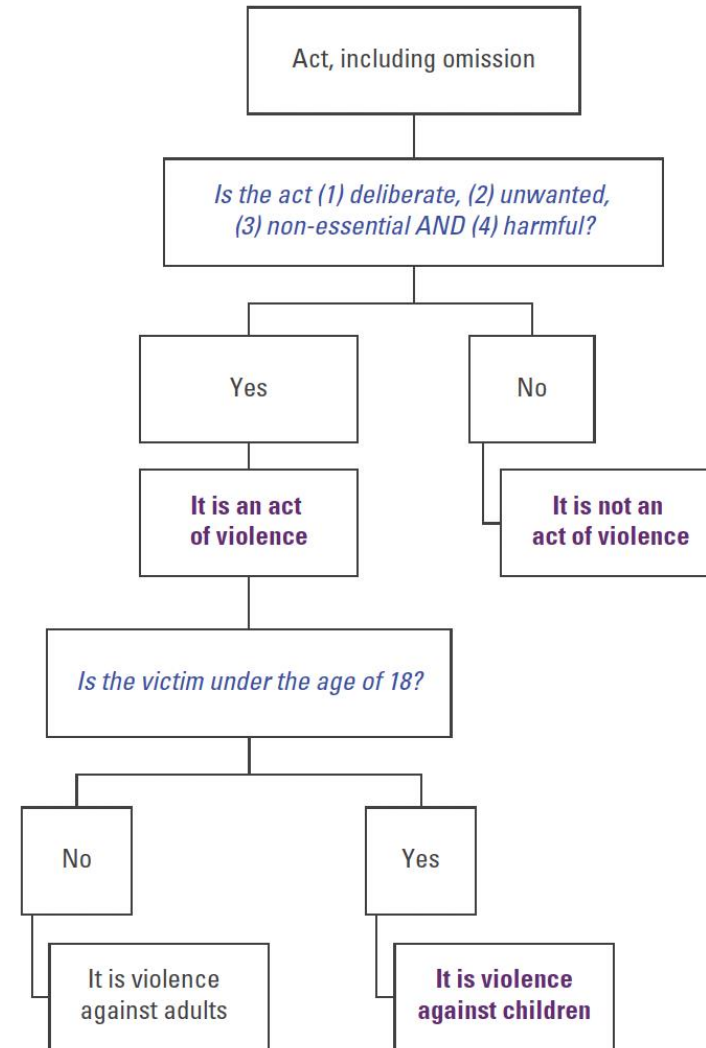 Act, including omission
Is the act (1) deliberate, (2) unwanted,
(3) non-essential AND (4) harmful?
Yes
No
It is an act
of violence
It is not an
act of violence
Is the victim under the age of 18?
No
Yes
It is violence
against adults
It is violence
against children